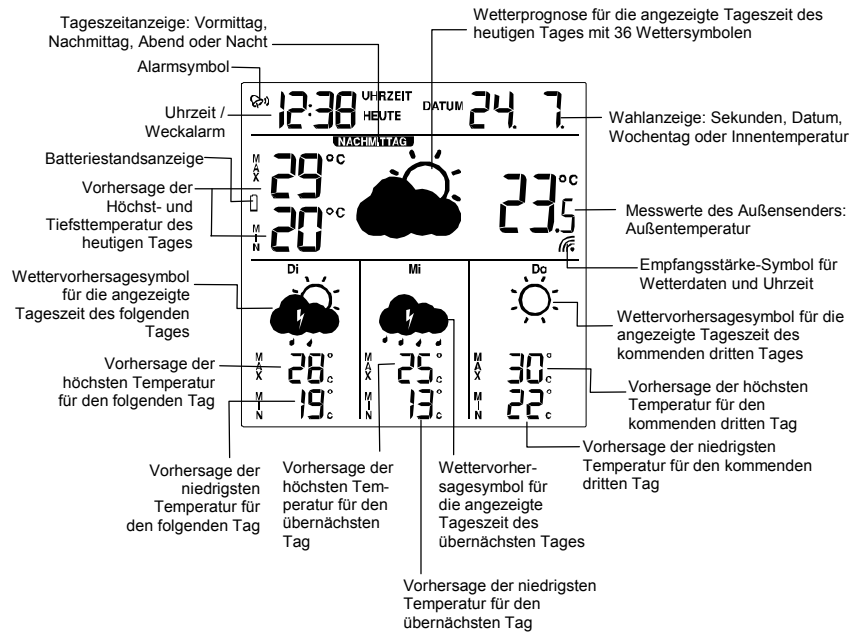 Tageszeitanzeige: Vormittag,
Nachmittag, Abend oder Nacht
Alarmsymbol
Uhrzeit /
Weckalarm
Batteriestandsanzeige
Vorhersage der
Höchst- und
Tiefsttemperatur des
heutigen Tages
Wettervorhersagesymbol
für die angezeigte
Tageszeit des folgenden
Tages
Vorhersage der
höchsten Temperatur
für den folgenden Tag
Vorhersage der
niedrigsten
Temperatur für
den folgenden Tag
Wetterprognose für die angezeigte Tageszeit des
heutigen Tages mit 36 Wettersymbolen
12:38 UHRZEIT HEUTE DATUM 24. 7.
NACHMITTAG
MAX 29 °C
MIN 20 °C
23.5 °C
Di
Mi
Do
MAX 28 °C
MIN 19 °C
MAX 25 °C
MIN 13 °C
MAX 30 °C
MIN 22 °C
Wahlanzeige: Sekunden, Datum,
Wochentag oder Innentemperatur
Messwerte des Außensenders:
Außentemperatur
Empfangsstärke-Symbol für
Wetterdaten und Uhrzeit
Wettervorhersagesymbol für die
angezeigte Tageszeit des
kommenden dritten Tages
Vorhersage der höchsten
Temperatur für den
kommenden dritten Tag
Vorhersage der niedrigsten
Temperatur für den kommenden
dritten Tag
Vorhersage der
höchsten Tem-
peratur für den
übernächsten
Tag
Wettervorher-
sagesymbol für
die angezeigte
Tageszeit des
übernächsten Tages
Vorhersage der niedrigsten
Temperatur für den
übernächsten Tag